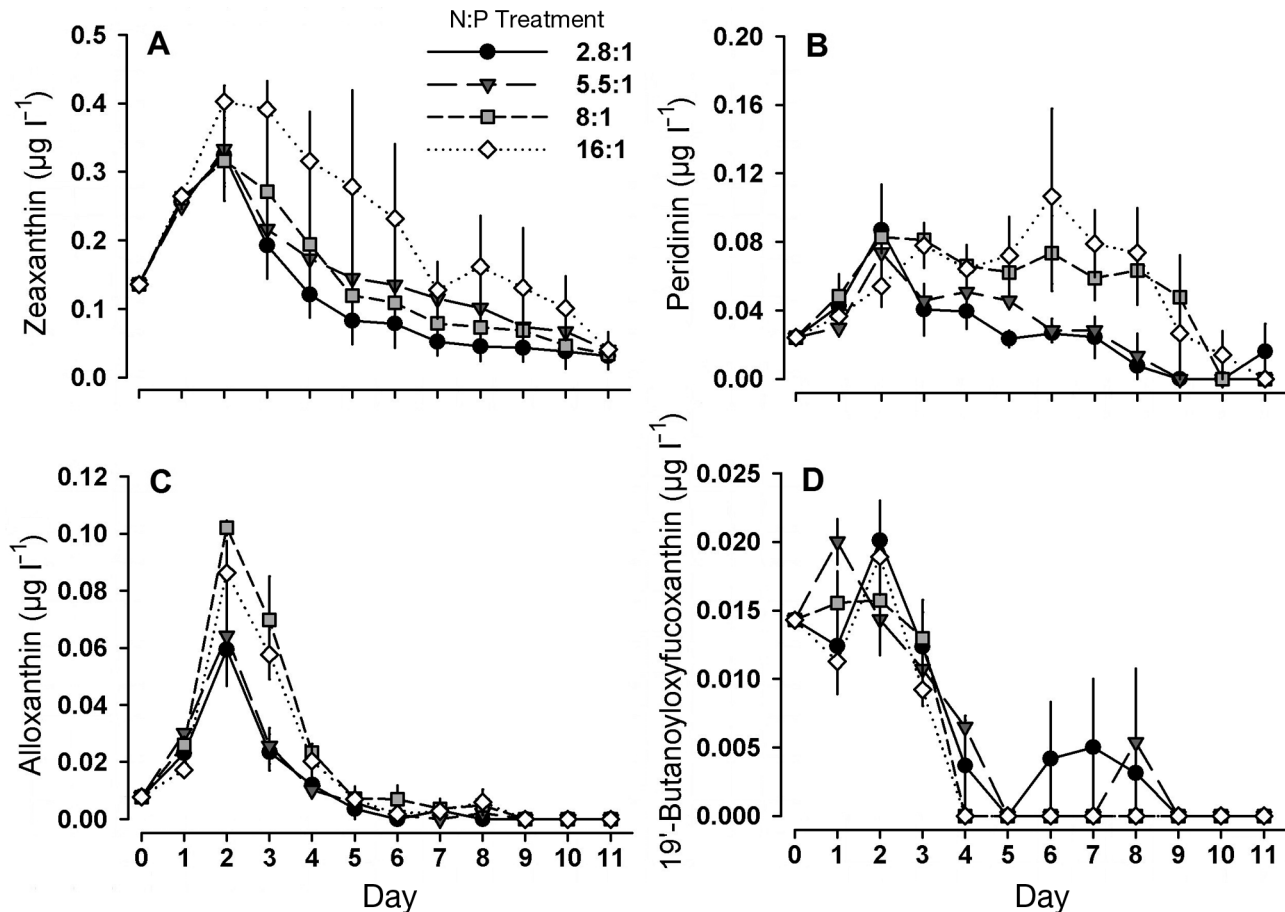 N:P Treatment
2.8:1
5.5:1
8:1
16:1
A
Zeaxanthin (µg l⁻¹)
0.5
0.4
0.3
0.2
0.1
0.0
B
Peridinin (µg l⁻¹)
0.20
0.16
0.12
0.08
0.04
0.00
C
Alloxanthin (µg l⁻¹)
0.12
0.10
0.08
0.06
0.04
0.02
0.00
0 1 2 3 4 5 6 7 8 9 10 11
Day
D
19'-Butanoyloxyfucoxanthin (µg l⁻¹)
0.025
0.020
0.015
0.010
0.005
0.000
0 1 2 3 4 5 6 7 8 9 10 11
Day